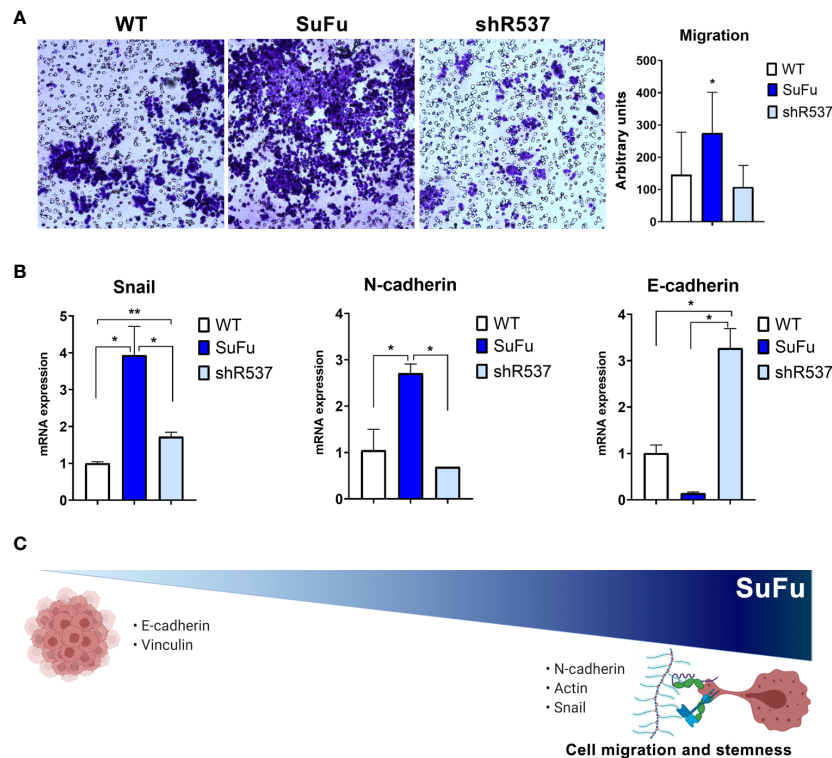 A
WT
SuFu
shR537
Migration
Arbitrary units
500
400
300
200
100
0
*
WT
SuFu
shR537
B
Snail
mRNA expression
5
4
3
2
1
0
**
*
*
WT
SuFu
shR537
N-cadherin
mRNA expression
4
3
2
1
0
*
*
WT
SuFu
shR537
E-cadherin
mRNA expression
4
3
2
1
0
*
*
WT
SuFu
shR537
C
SuFu
• E-cadherin
• Vinculin
• N-cadherin
• Actin
• Snail
Cell migration and stemness